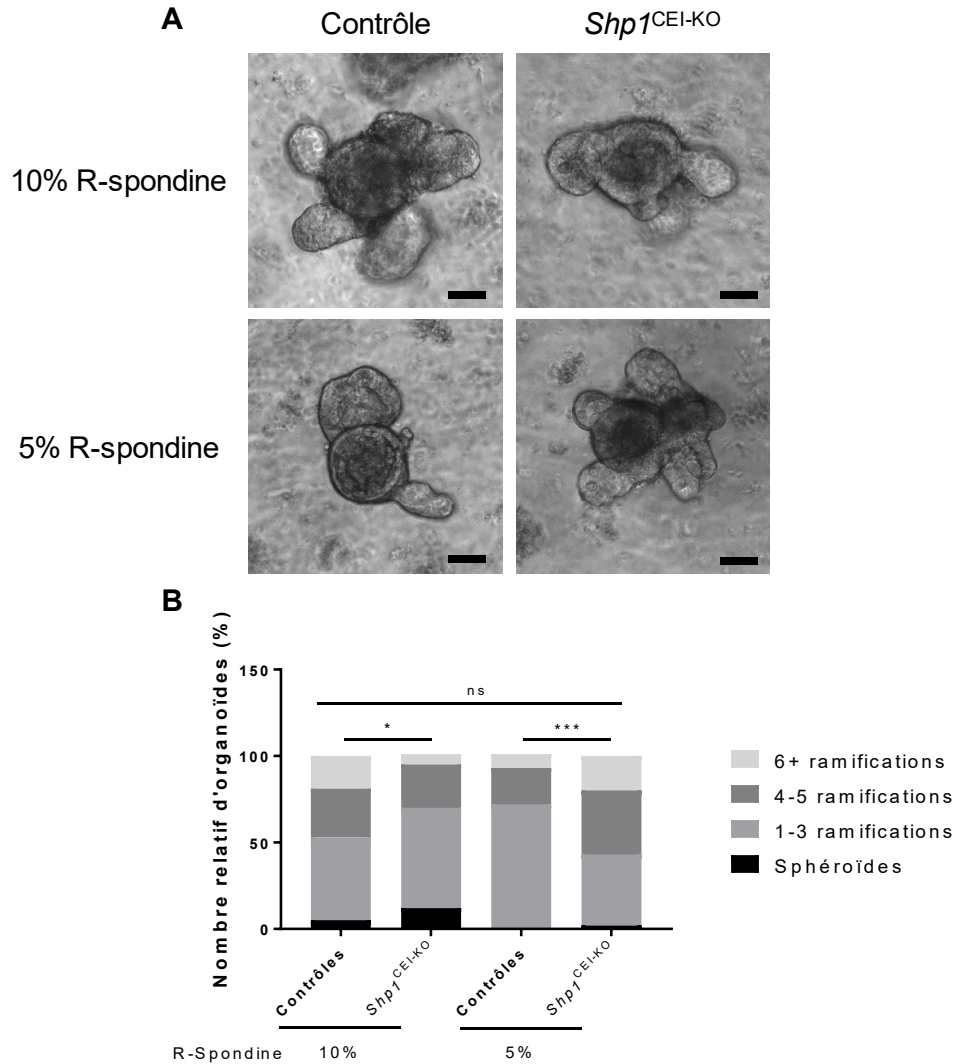 A
Contrôle Shp1CEI-KO
10% R-spondine
5% R-spondine
B
Nombre relatif d'organoïdes (%)
150
100
50
0
ns
* ***
6+ ramifications
4-5 ramifications
1-3 ramifications
Sphéroïdes
Contrôles Shp1CEI-KO Contrôles Shp1CEI-KO
R-Spondine 10% 5%